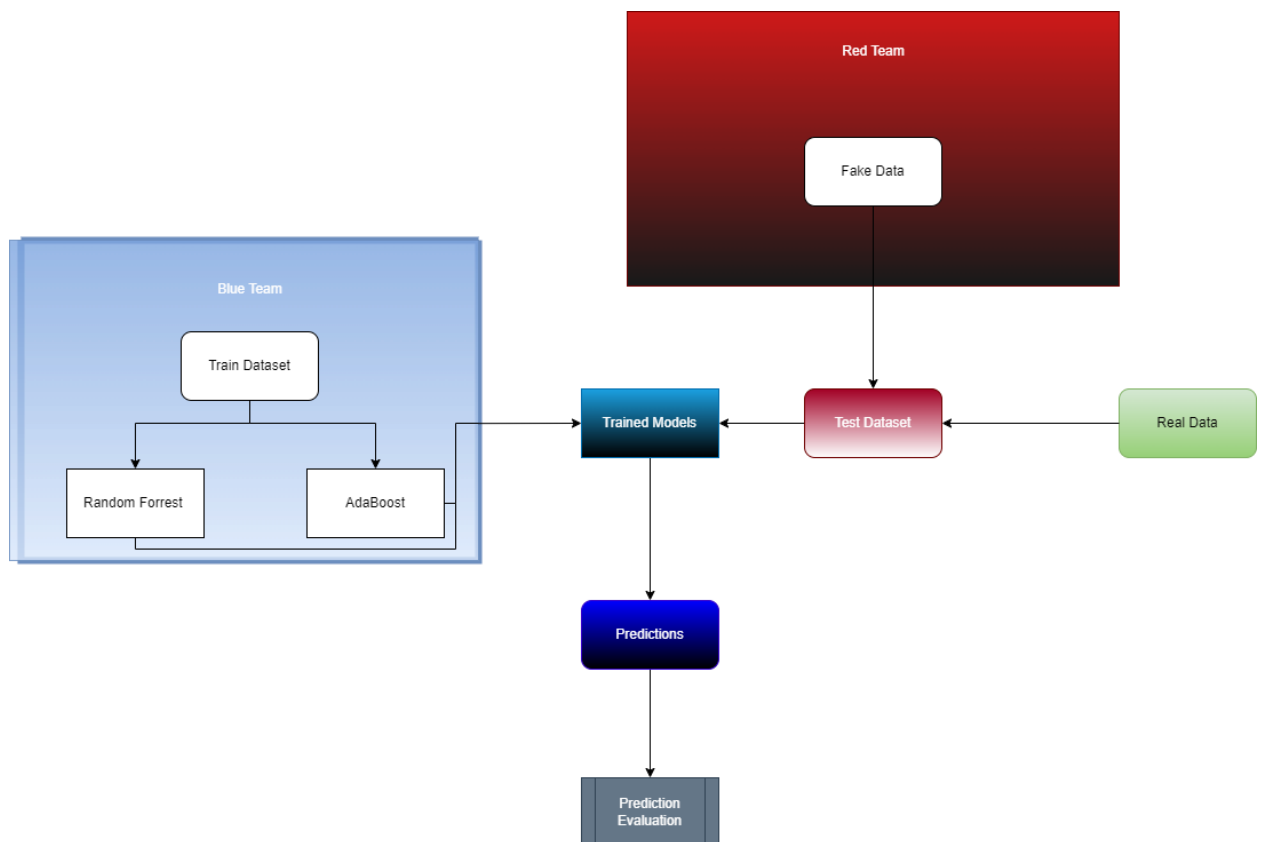 Red Team
Fake Data
Blue Team
Train Dataset
Trained Models
Test Dataset
Real Data
Random Forrest
AdaBoost
Predictions
Prediction
Evaluation